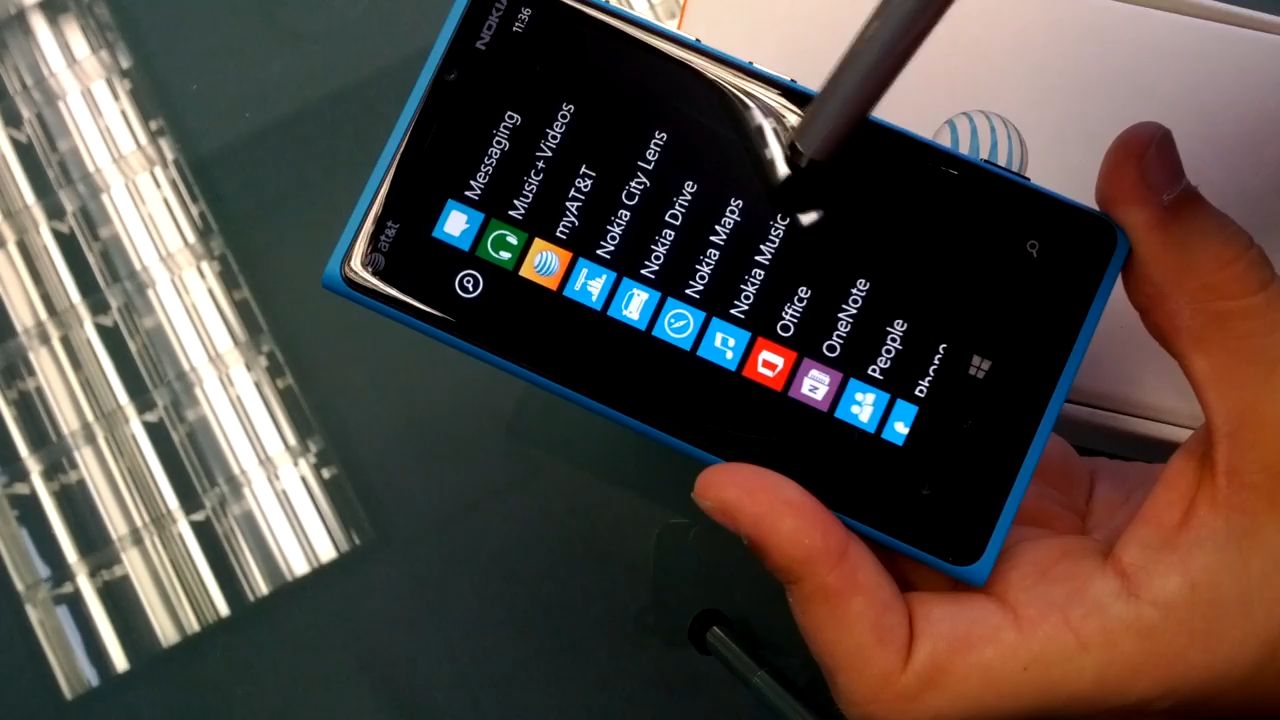 NOKIA
11:36
at&t
Messaging
Music+Videos
myAT&T
Nokia City Lens
Nokia Drive
Nokia Maps
Nokia Music
Office
OneNote
People
Phone